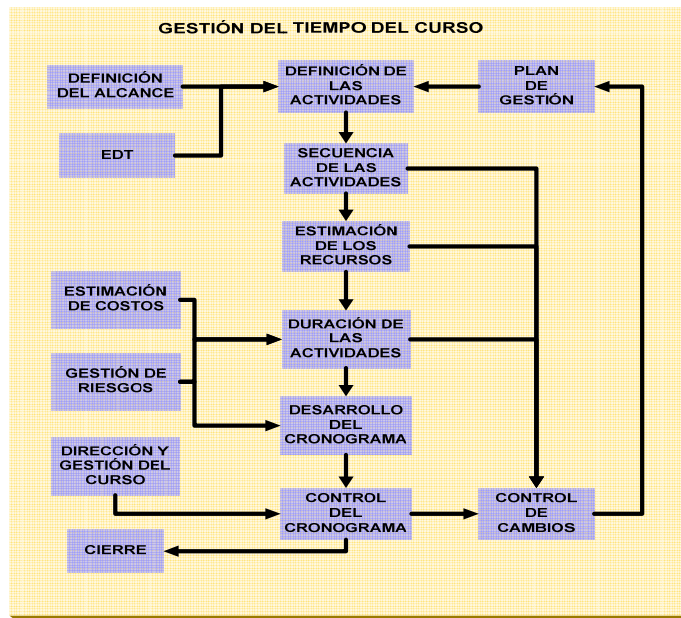 GESTIÓN DEL TIEMPO DEL CURSO
DEFINICIÓN
DEL ALCANCE
DEFINICIÓN DE
LAS
ACTIVIDADES
PLAN
DE
GESTIÓN
EDT
SECUENCIA
DE LAS
ACTIVIDADES
ESTIMACIÓN
DE LOS
RECURSOS
ESTIMACIÓN
DE COSTOS
DURACIÓN DE
LAS
ACTIVIDADES
GESTIÓN DE
RIESGOS
DESARROLLO
DEL
CRONOGRAMA
DIRECCIÓN Y
GESTIÓN DEL
CURSO
CONTROL
DEL
CRONOGRAMA
CONTROL
DE
CAMBIOS
CIERRE